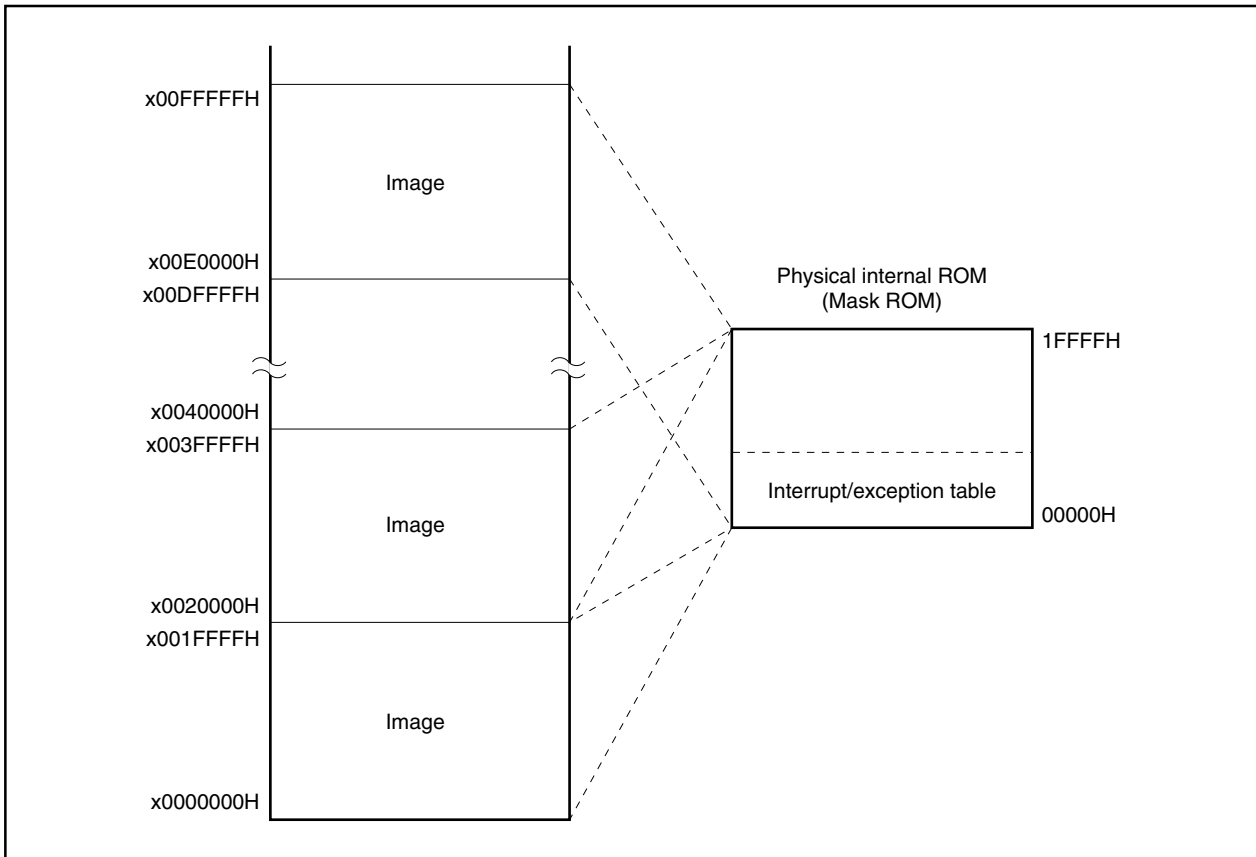 x00FFFFFH
Image
x00E0000H
x00DFFFFH
x0040000H
x003FFFFH
Image
x0020000H
x001FFFFH
Image
x0000000H
Physical internal ROM
(Mask ROM)
1FFFFH
Interrupt/exception table
00000H